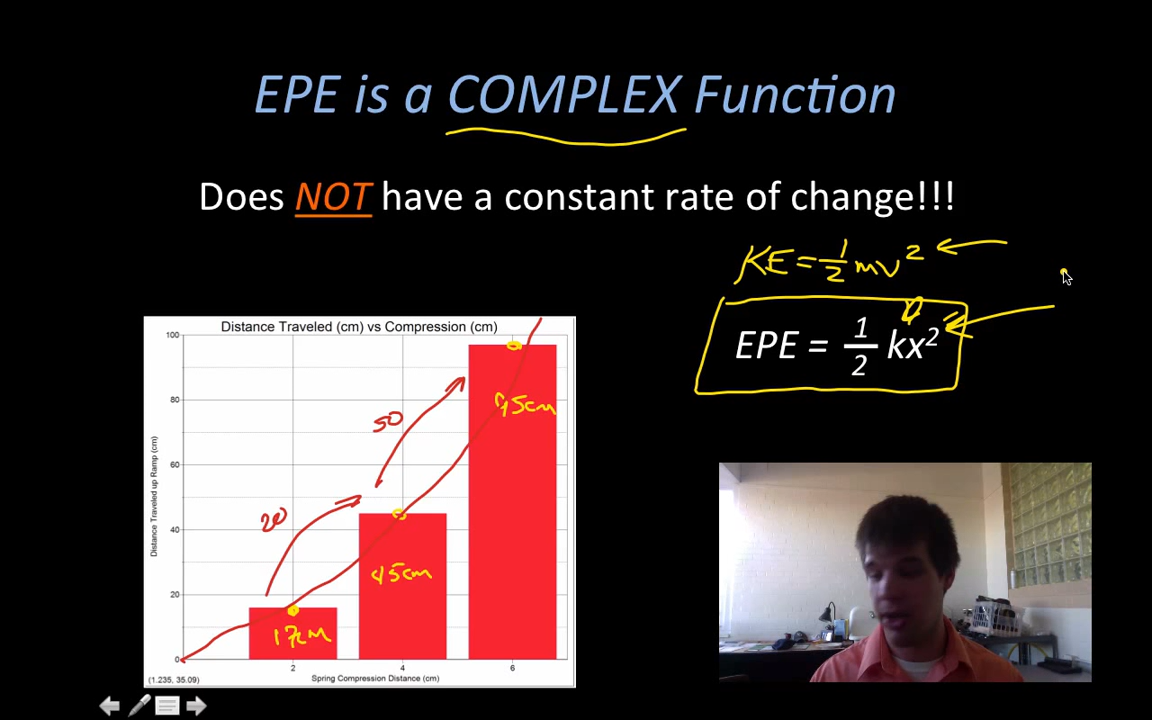 EPE is a COMPLEX Function
Does NOT have a constant rate of change!!!
KE = 1/2 mv²
EPE = 1/2 kx²
Distance Traveled (cm) vs Compression (cm)
Distance Traveled up Ramp (cm)
100
80
60
40
20
0
20
50
17cm
45cm
95cm
2 4 6
Spring Compression Distance (cm)
(1.235, 35.09)